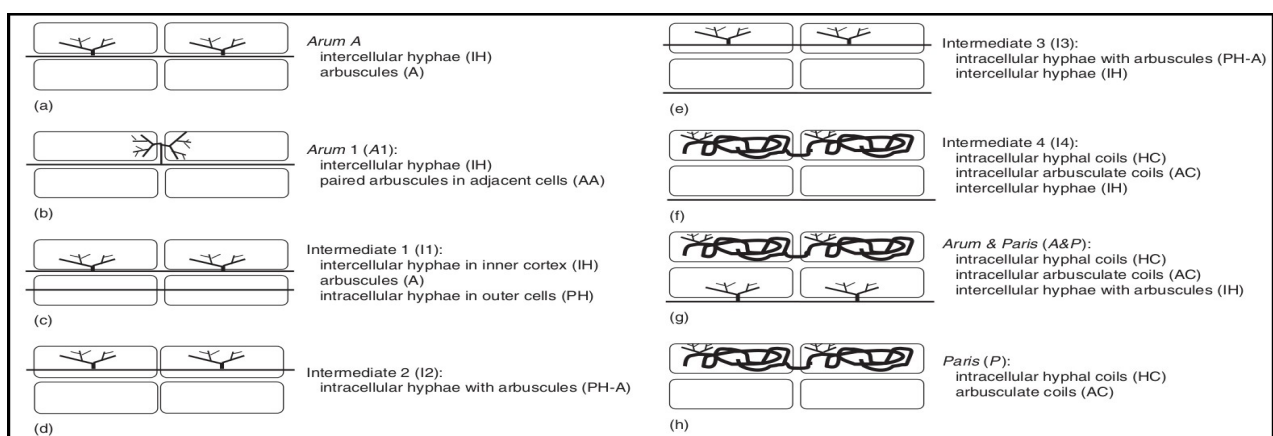 Arum A
intercellular hyphae (IH)
arbuscules (A)
(a)
Arum 1 (A1):
intercellular hyphae (IH)
paired arbuscules in adjacent cells (AA)
(b)
Intermediate 1 (I1):
intercellular hyphae in inner cortex (IH)
arbuscules (A)
intracellular hyphae in outer cells (PH)
(c)
Intermediate 2 (I2):
intracellular hyphae with arbuscules (PH-A)
(d)
Intermediate 3 (I3):
intracellular hyphae with arbuscules (PH-A)
intercellular hyphae (IH)
(e)
Intermediate 4 (I4):
intracellular hyphal coils (HC)
intracellular arbusculate coils (AC)
intercellular hyphae (IH)
(f)
Arum & Paris (A&P):
intracellular hyphal coils (HC)
intracellular arbusculate coils (AC)
intercellular hyphae with arbuscules (IH)
(g)
Paris (P):
intracellular hyphal coils (HC)
arbusculate coils (AC)
(h)